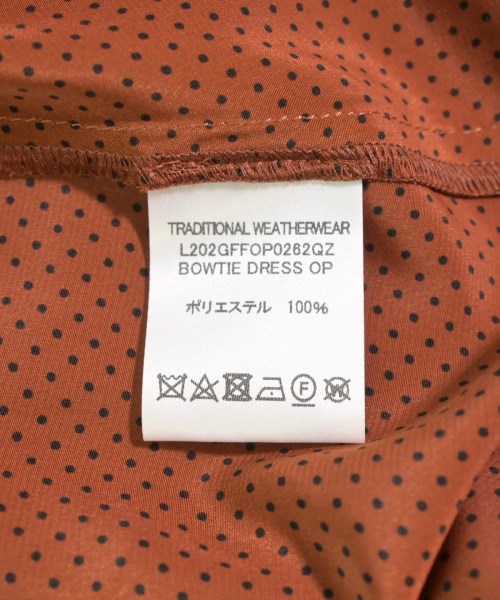 TRADITIONAL WEATHERWEAR
L202GFFOP0262QZ
BOWTIE DRESS OP
ポリエステル 100%
F W